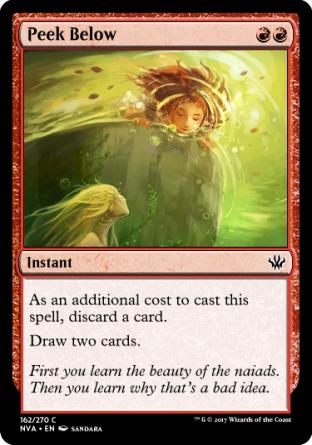 Peek Below
Instant
As an additional cost to cast this
spell, discard a card.
Draw two cards.
First you learn the beauty of the naiads.
Then you learn why that's a bad idea.
162/270 C
NVA • EN SANDARA
™ & © 2017 Wizards of the Coast